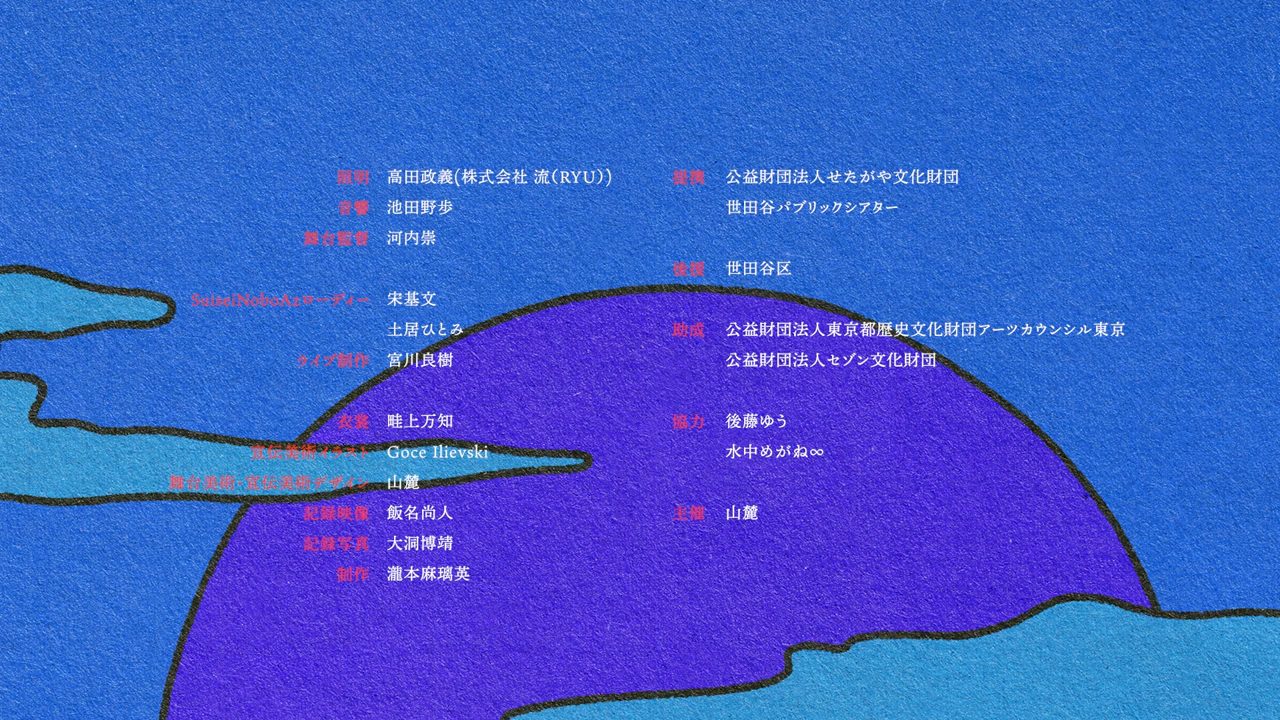 照明 高田政義(株式会社 流(RYU))
音響 池田野歩
舞台監督 河内崇
SuiseiNoboAzローディー 宋基文
土居ひとみ
ライブ制作 宮川良樹
衣裳 畦上万知
宣伝美術イラスト Goce Ilievski
舞台美術・宣伝美術デザイン 山麓
記録映像 飯名尚人
記録写真 大洞博靖
制作 瀧本麻璃英
提携 公益財団法人せたがや文化財団
世田谷パブリックシアター
後援 世田谷区
助成 公益財団法人東京都歴史文化財団アーツカウンシル東京
公益財団法人セゾン文化財団
協力 後藤ゆう
水中めがね∞
主催 山麓